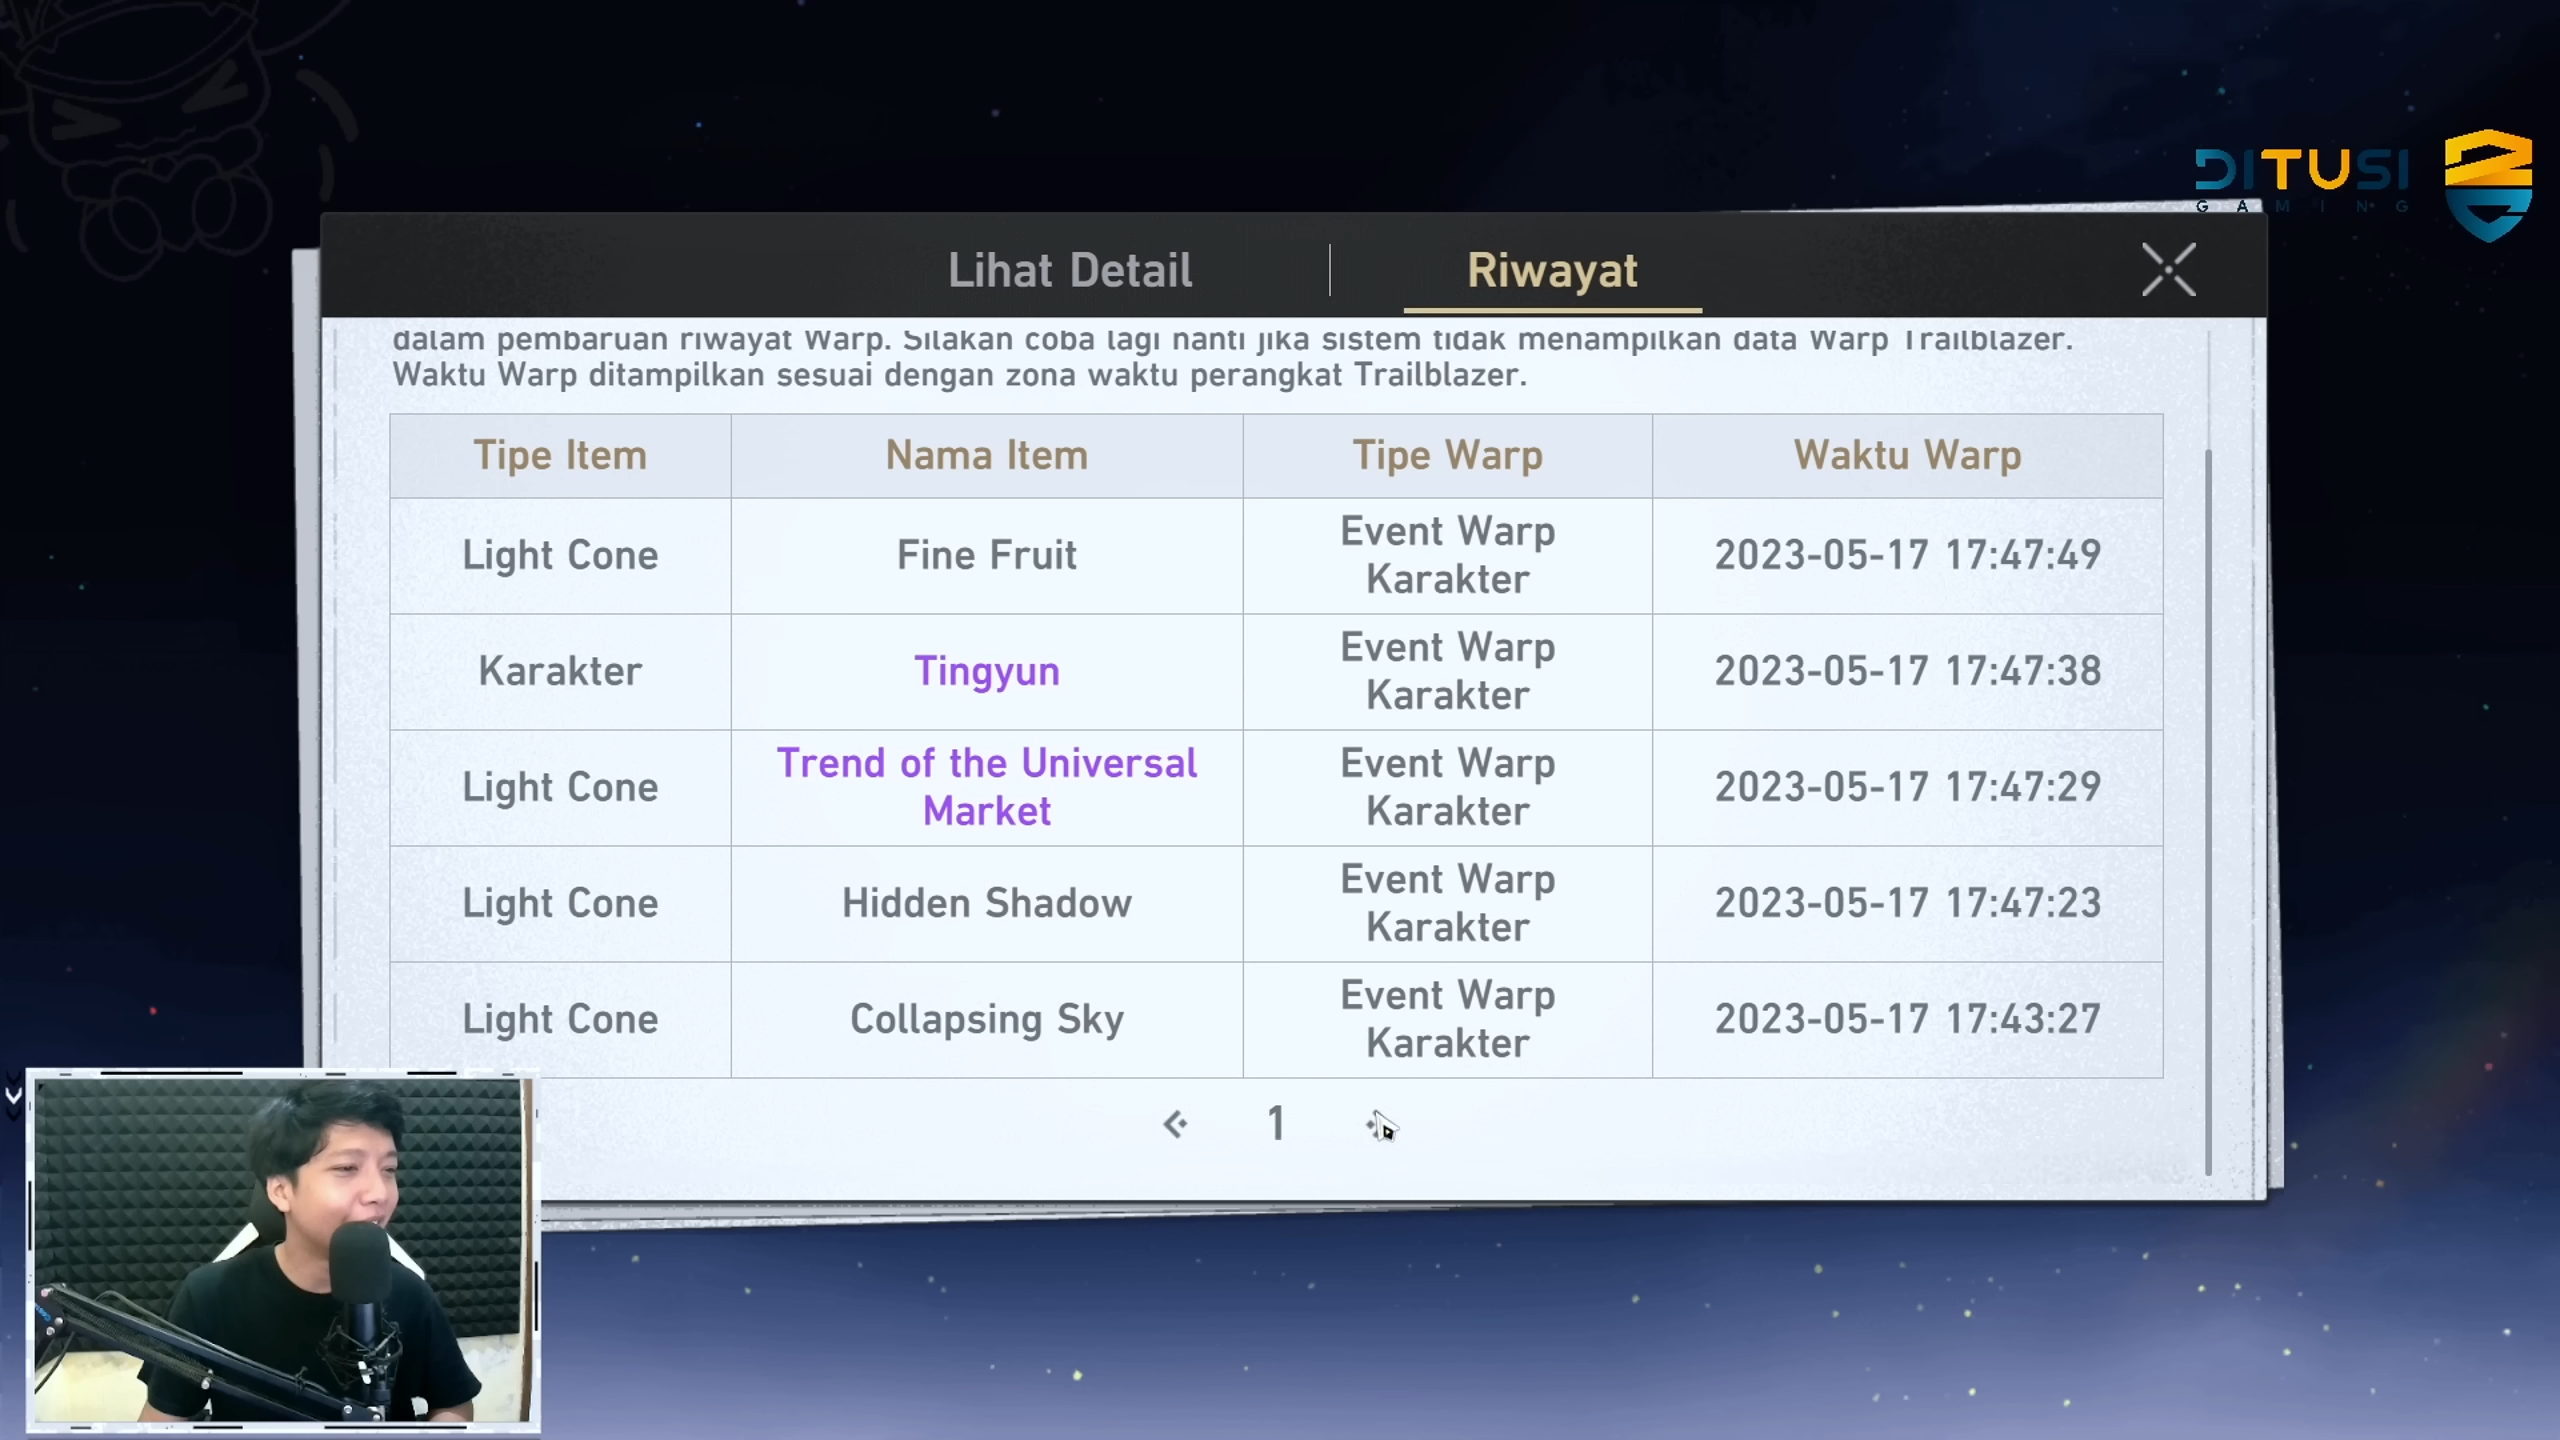 DITUSI
GAMING
Lihat Detail
Riwayat
dalam pembaruan riwayat Warp. Silakan coba lagi nanti jika sistem tidak menampilkan data Warp Trailblazer.
Waktu Warp ditampilkan sesuai dengan zona waktu perangkat Trailblazer.
Tipe Item
Nama Item
Tipe Warp
Waktu Warp
Light Cone
Fine Fruit
Event Warp
Karakter
2023-05-17 17:47:49
Karakter
Tingyun
Event Warp
Karakter
2023-05-17 17:47:38
Light Cone
Trend of the Universal
Market
Event Warp
Karakter
2023-05-17 17:47:29
Light Cone
Hidden Shadow
Event Warp
Karakter
2023-05-17 17:47:23
Light Cone
Collapsing Sky
Event Warp
Karakter
2023-05-17 17:43:27
1